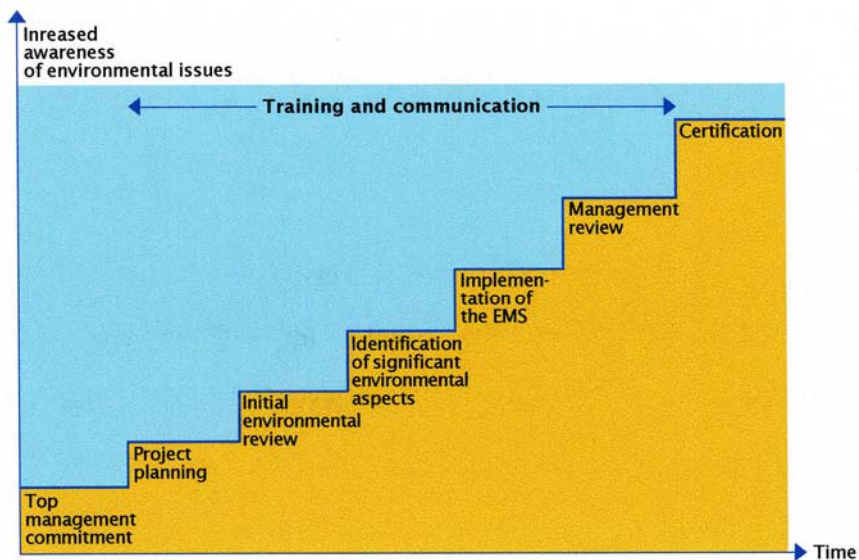 Inreased
awareness
of environmental issues
Training and communication
Certification
Management
review
Implemen-
tation of
the EMS
Identification
of significant
environmental
aspects
Initial
environmental
review
Project
planning
Top
management
commitment
Time